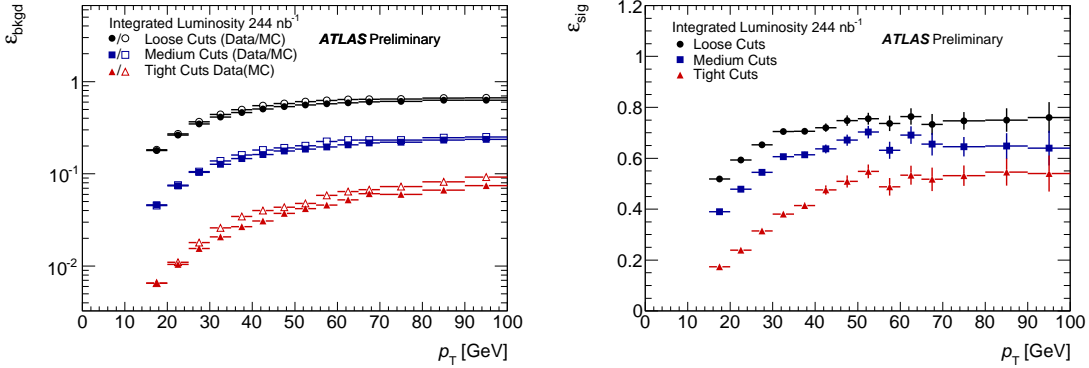 ε_bkgd
Integrated Luminosity 244 nb⁻¹
●/○ Loose Cuts (Data/MC)
■/□ Medium Cuts (Data/MC)
▲/△ Tight Cuts Data(MC)
ATLAS Preliminary
1
10⁻¹
10⁻²
0 10 20 30 40 50 60 70 80 90 100
p_T [GeV]
ε_sig
Integrated Luminosity 244 nb⁻¹
● Loose Cuts
■ Medium Cuts
▲ Tight Cuts
ATLAS Preliminary
1.2
1
0.8
0.6
0.4
0.2
0
0 10 20 30 40 50 60 70 80 90 100
p_T [GeV]